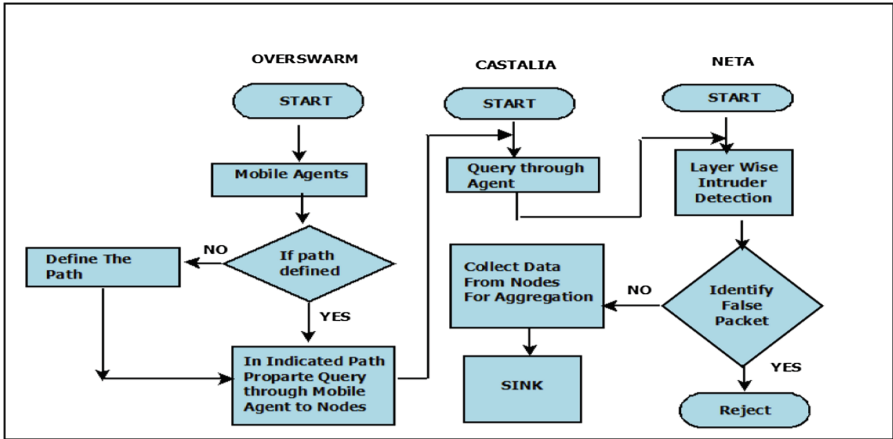 OVERSWARM
START
Mobile Agents
If path
defined
NO
Define The
Path
YES
In Indicated Path
Proparte Query
through Mobile
Agent to Nodes
CASTALIA
START
Query through
Agent
Collect Data
From Nodes
For Aggregation
SINK
NETA
START
Layer Wise
Intruder
Detection
Identify
False
Packet
NO
YES
Reject